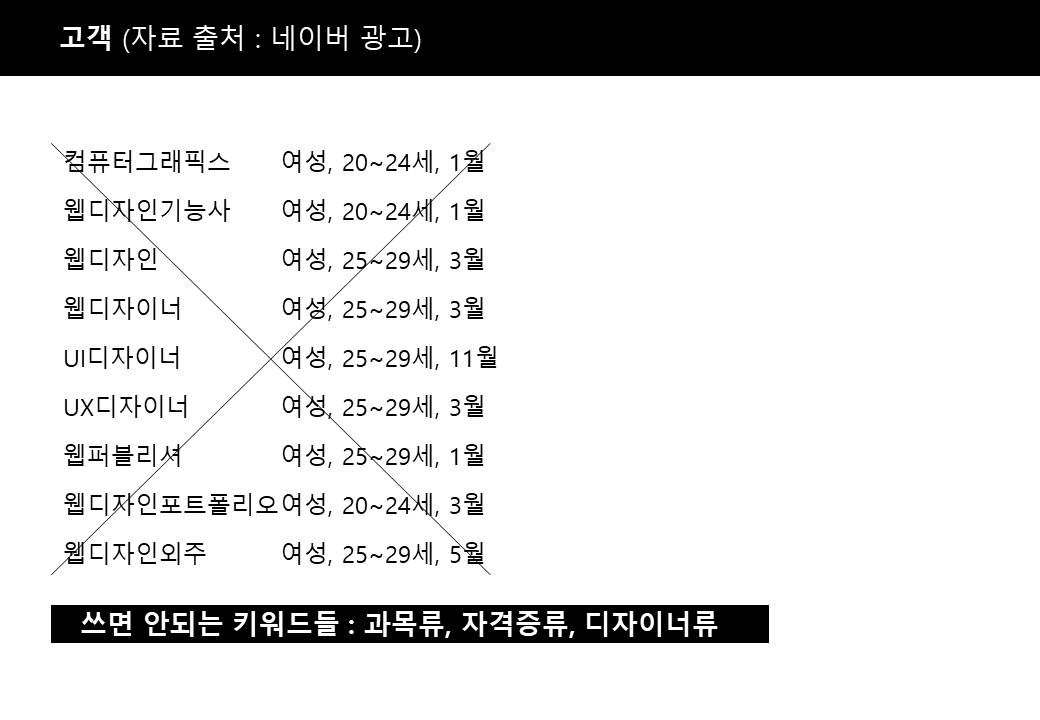 고객 (자료 출처 : 네이버 광고)
컴퓨터그래픽스 여성, 20~24세, 1월
웹디자인기능사 여성, 20~24세, 1월
웹디자인 여성, 25~29세, 3월
웹디자이너 여성, 25~29세, 3월
UI디자이너 여성, 25~29세, 11월
UX디자이너 여성, 25~29세, 3월
웹퍼블리셔 여성, 25~29세, 1월
웹디자인포트폴리오 여성, 20~24세, 3월
웹디자인외주 여성, 25~29세, 5월
쓰면 안되는 키워드들 : 과목류, 자격증류, 디자이너류